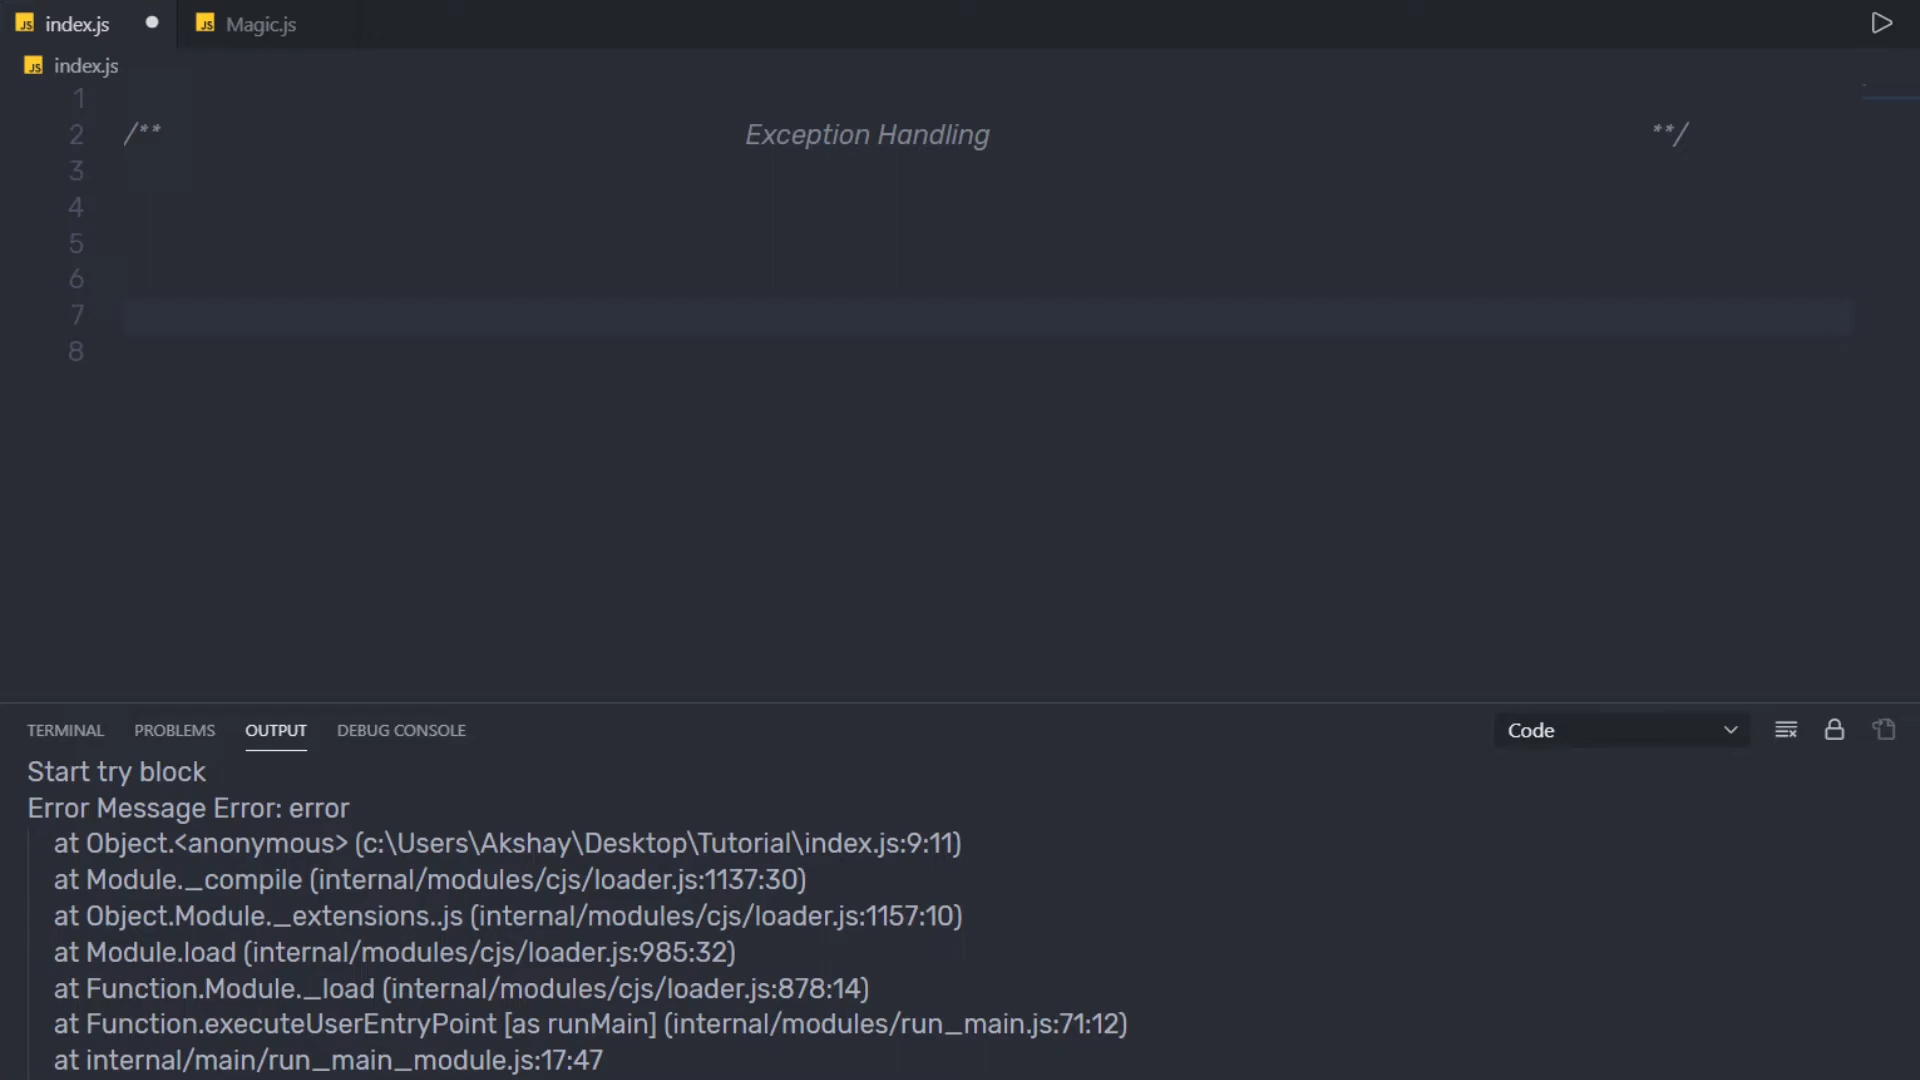 JS index.js JS Magic.js
JS index.js
1
2 /** Exception Handling **/
3
4
5
6
7
8
TERMINAL PROBLEMS OUTPUT DEBUG CONSOLE Code
Start try block
Error Message Error: error
at Object.<anonymous> (c:\Users\Akshay\Desktop\Tutorial\index.js:9:11)
at Module._compile (internal/modules/cjs/loader.js:1137:30)
at Object.Module._extensions..js (internal/modules/cjs/loader.js:1157:10)
at Module.load (internal/modules/cjs/loader.js:985:32)
at Function.Module._load (internal/modules/cjs/loader.js:878:14)
at Function.executeUserEntryPoint [as runMain] (internal/modules/run_main.js:71:12)
at internal/main/run_main_module.js:17:47